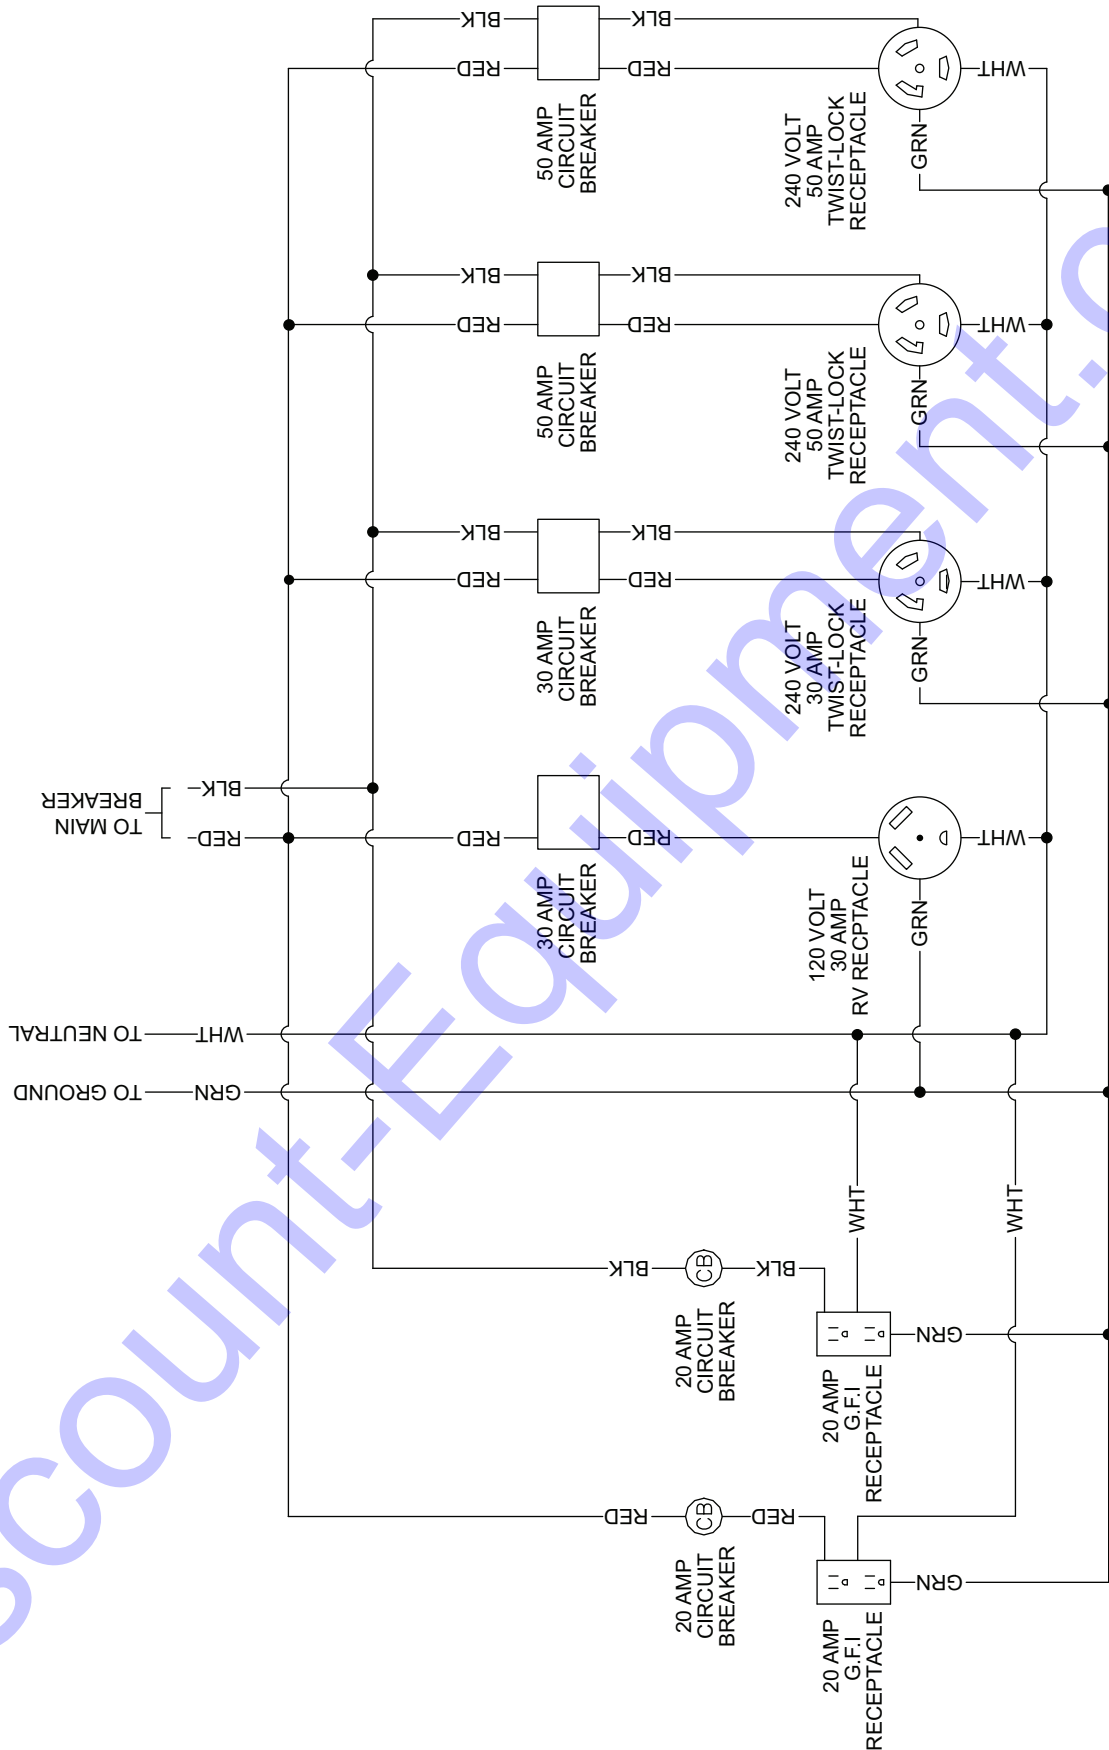 BLK
BLK
RED
RED
WHT
50 AMP
CIRCUIT
BREAKER
240 VOLT
50 AMP
TWIST-LOCK
RECEPTACLE
GRN
BLK
BLK
RED
RED
WHT
50 AMP
CIRCUIT
BREAKER
240 VOLT
50 AMP
TWIST-LOCK
RECEPTACLE
GRN
BLK
BLK
RED
RED
WHT
30 AMP
CIRCUIT
BREAKER
240 VOLT
30 AMP
TWIST-LOCK
RECEPTACLE
GRN
TO MAIN
BREAKER
BLK
RED
RED
RED
WHT
30 AMP
CIRCUIT
BREAKER
120 VOLT
30 AMP
RV RECPTACLE
GRN
TO NEUTRAL
WHT
TO GROUND
GRN
WHT
WHT
BLK
CB
BLK
20 AMP
CIRCUIT
BREAKER
20 AMP
G.F.I
RECEPTACLE
GRN
RED
CB
RED
20 AMP
CIRCUIT
BREAKER
20 AMP
G.F.I
RECEPTACLE
GRN
scount-Equipment.c